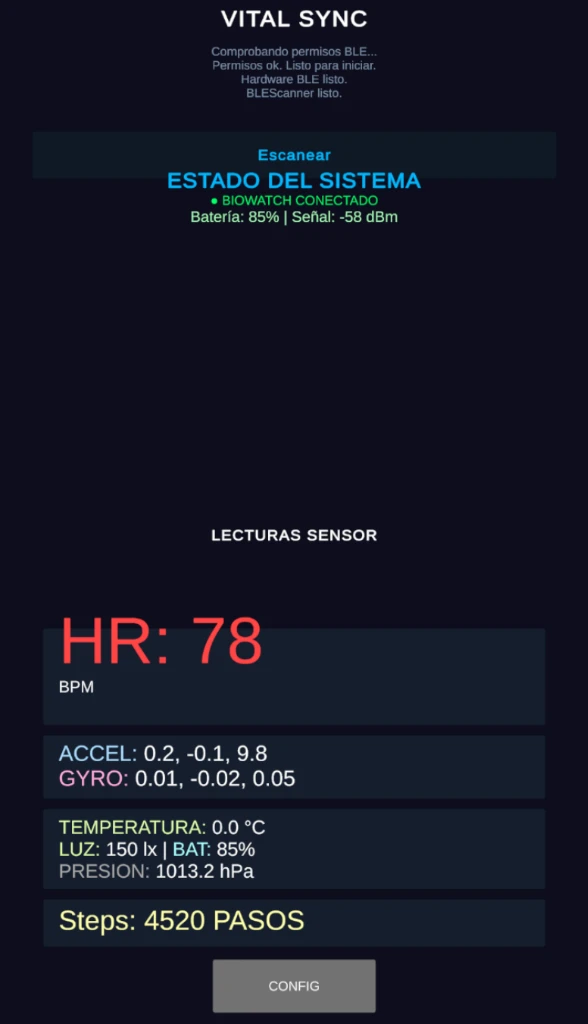 VITAL SYNC
Comprobando permisos BLE...
Permisos ok. Listo para iniciar.
Hardware BLE listo.
BLEScanner listo.
Escanear
ESTADO DEL SISTEMA
● BIOWATCH CONECTADO
Batería: 85% | Señal: -58 dBm
LECTURAS SENSOR
HR: 78
BPM
ACCEL: 0.2, -0.1, 9.8
GYRO: 0.01, -0.02, 0.05
TEMPERATURA: 0.0 °C
LUZ: 150 lx | BAT: 85%
PRESION: 1013.2 hPa
Steps: 4520 PASOS
CONFIG